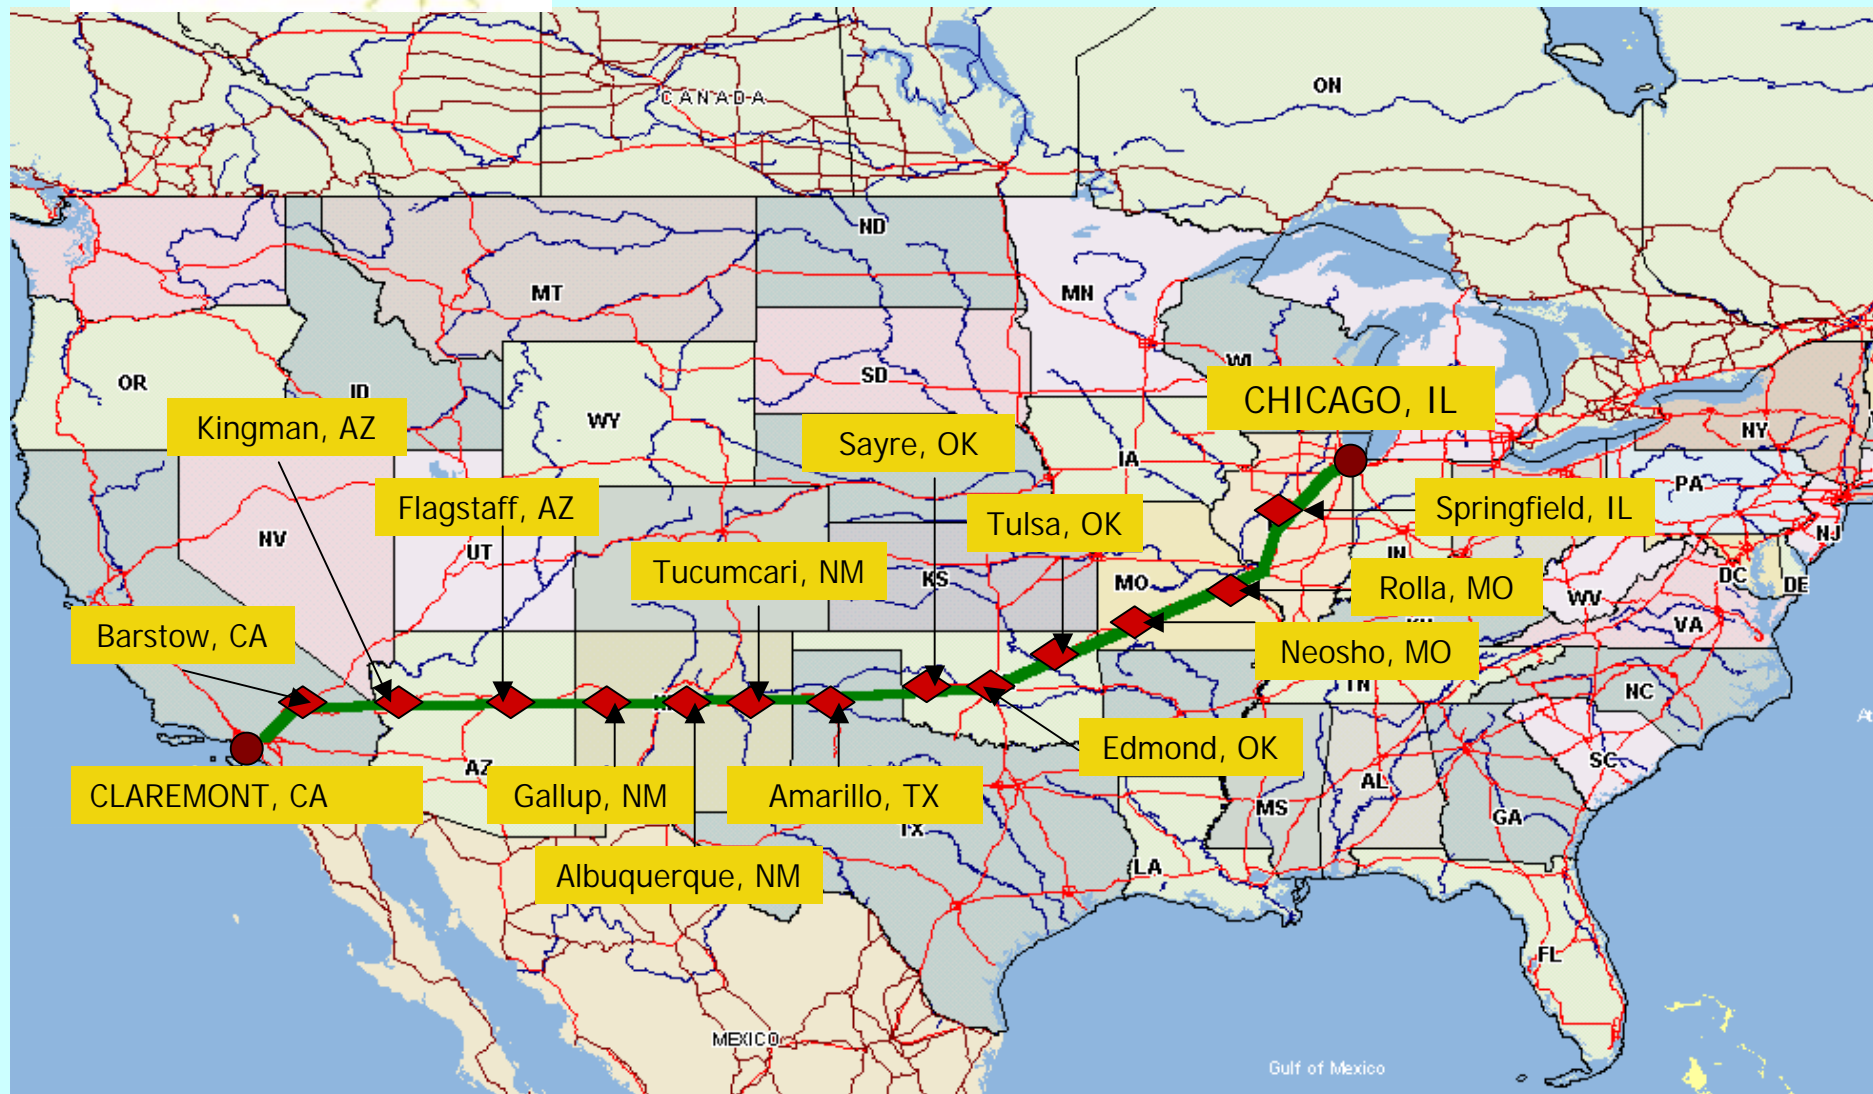 CANADA
ON
ND
MT
MN
OR
ID
SD
WI
WY
CHICAGO, IL
Kingman, AZ
Sayre, OK
NY
IA
PA
Flagstaff, AZ
Springfield, IL
Tulsa, OK
NJ
NV
UT
IN
Tucumcari, NM
KS
MO
Rolla, MO
DC
DE
WV
VA
Barstow, CA
Neosho, MO
TN
NC
Edmond, OK
AZ
SC
CLAREMONT, CA
Gallup, NM
Amarillo, TX
AL
MS
GA
TX
LA
Albuquerque, NM
FL
MEXICO
Gulf of Mexico